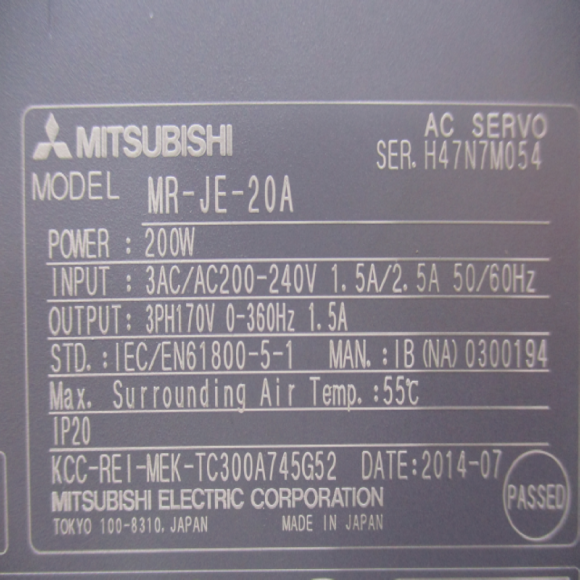 MITSUBISHI AC SERVO
SER. H47N7M054
MODEL MR-JE-20A
POWER : 200W
INPUT : 3AC/AC200-240V 1.5A/2.5A 50/60Hz
OUTPUT: 3PH170V 0-360Hz 1.5A
STD. : IEC/EN61800-5-1 MAN. : IB(NA)0300194
Max. Surrounding Air Temp. :55℃
IP20
KCC-REI-MEK-TC300A745G52 DATE:2014-07
MITSUBISHI ELECTRIC CORPORATION PASSED
TOKYO 100-8310, JAPAN MADE IN JAPAN